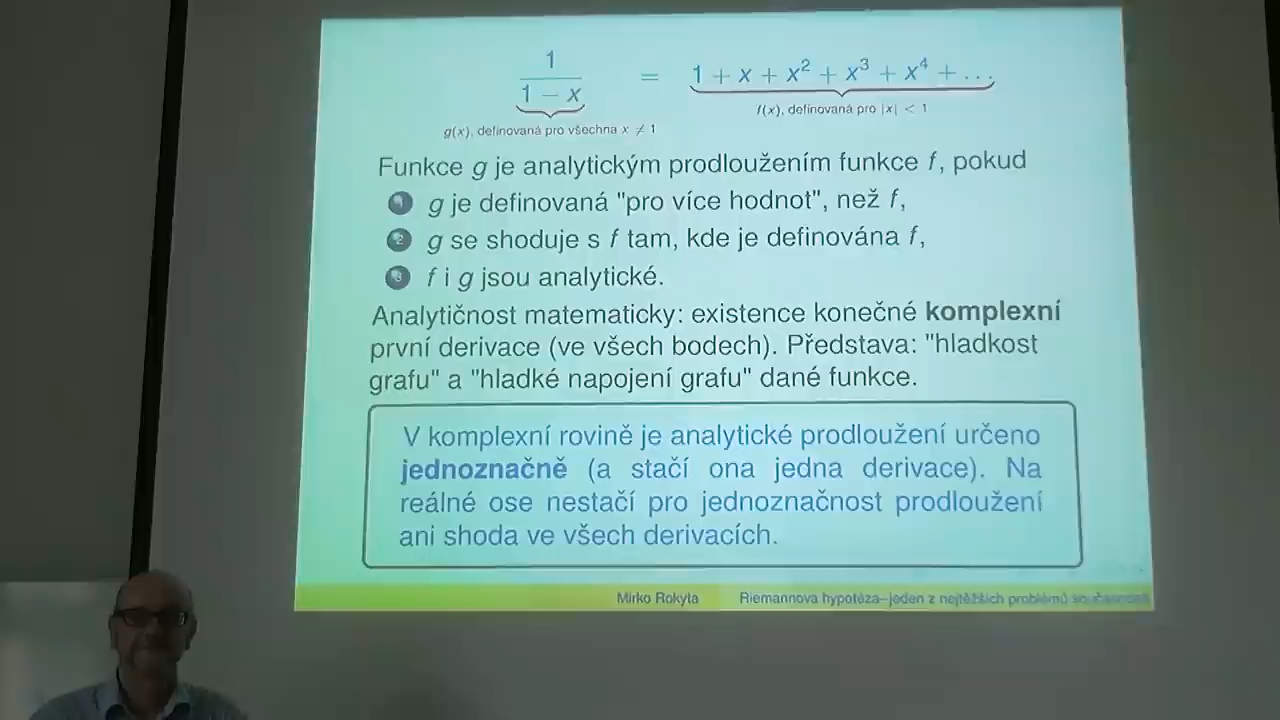 1
1 − x
= 1 + x + x² + x³ + x⁴ + …
g(x), definovaná pro všechna x ≠ 1
f(x), definovaná pro |x| < 1
Funkce g je analytickým prodloužením funkce f, pokud
1 g je definovaná "pro více hodnot", než f,
2 g se shoduje s f tam, kde je definována f,
3 f i g jsou analytické.
Analytičnost matematicky: existence konečné komplexní
první derivace (ve všech bodech). Představa: "hladkost
grafu" a "hladké napojení grafu" dané funkce.
V komplexní rovině je analytické prodloužení určeno
jednoznačně (a stačí ona jedna derivace). Na
reálné ose nestačí pro jednoznačnost prodloužení
ani shoda ve všech derivacích.
Mirko Rokyta Riemannova hypotéza–jeden z nejtěžších problémů současnosti